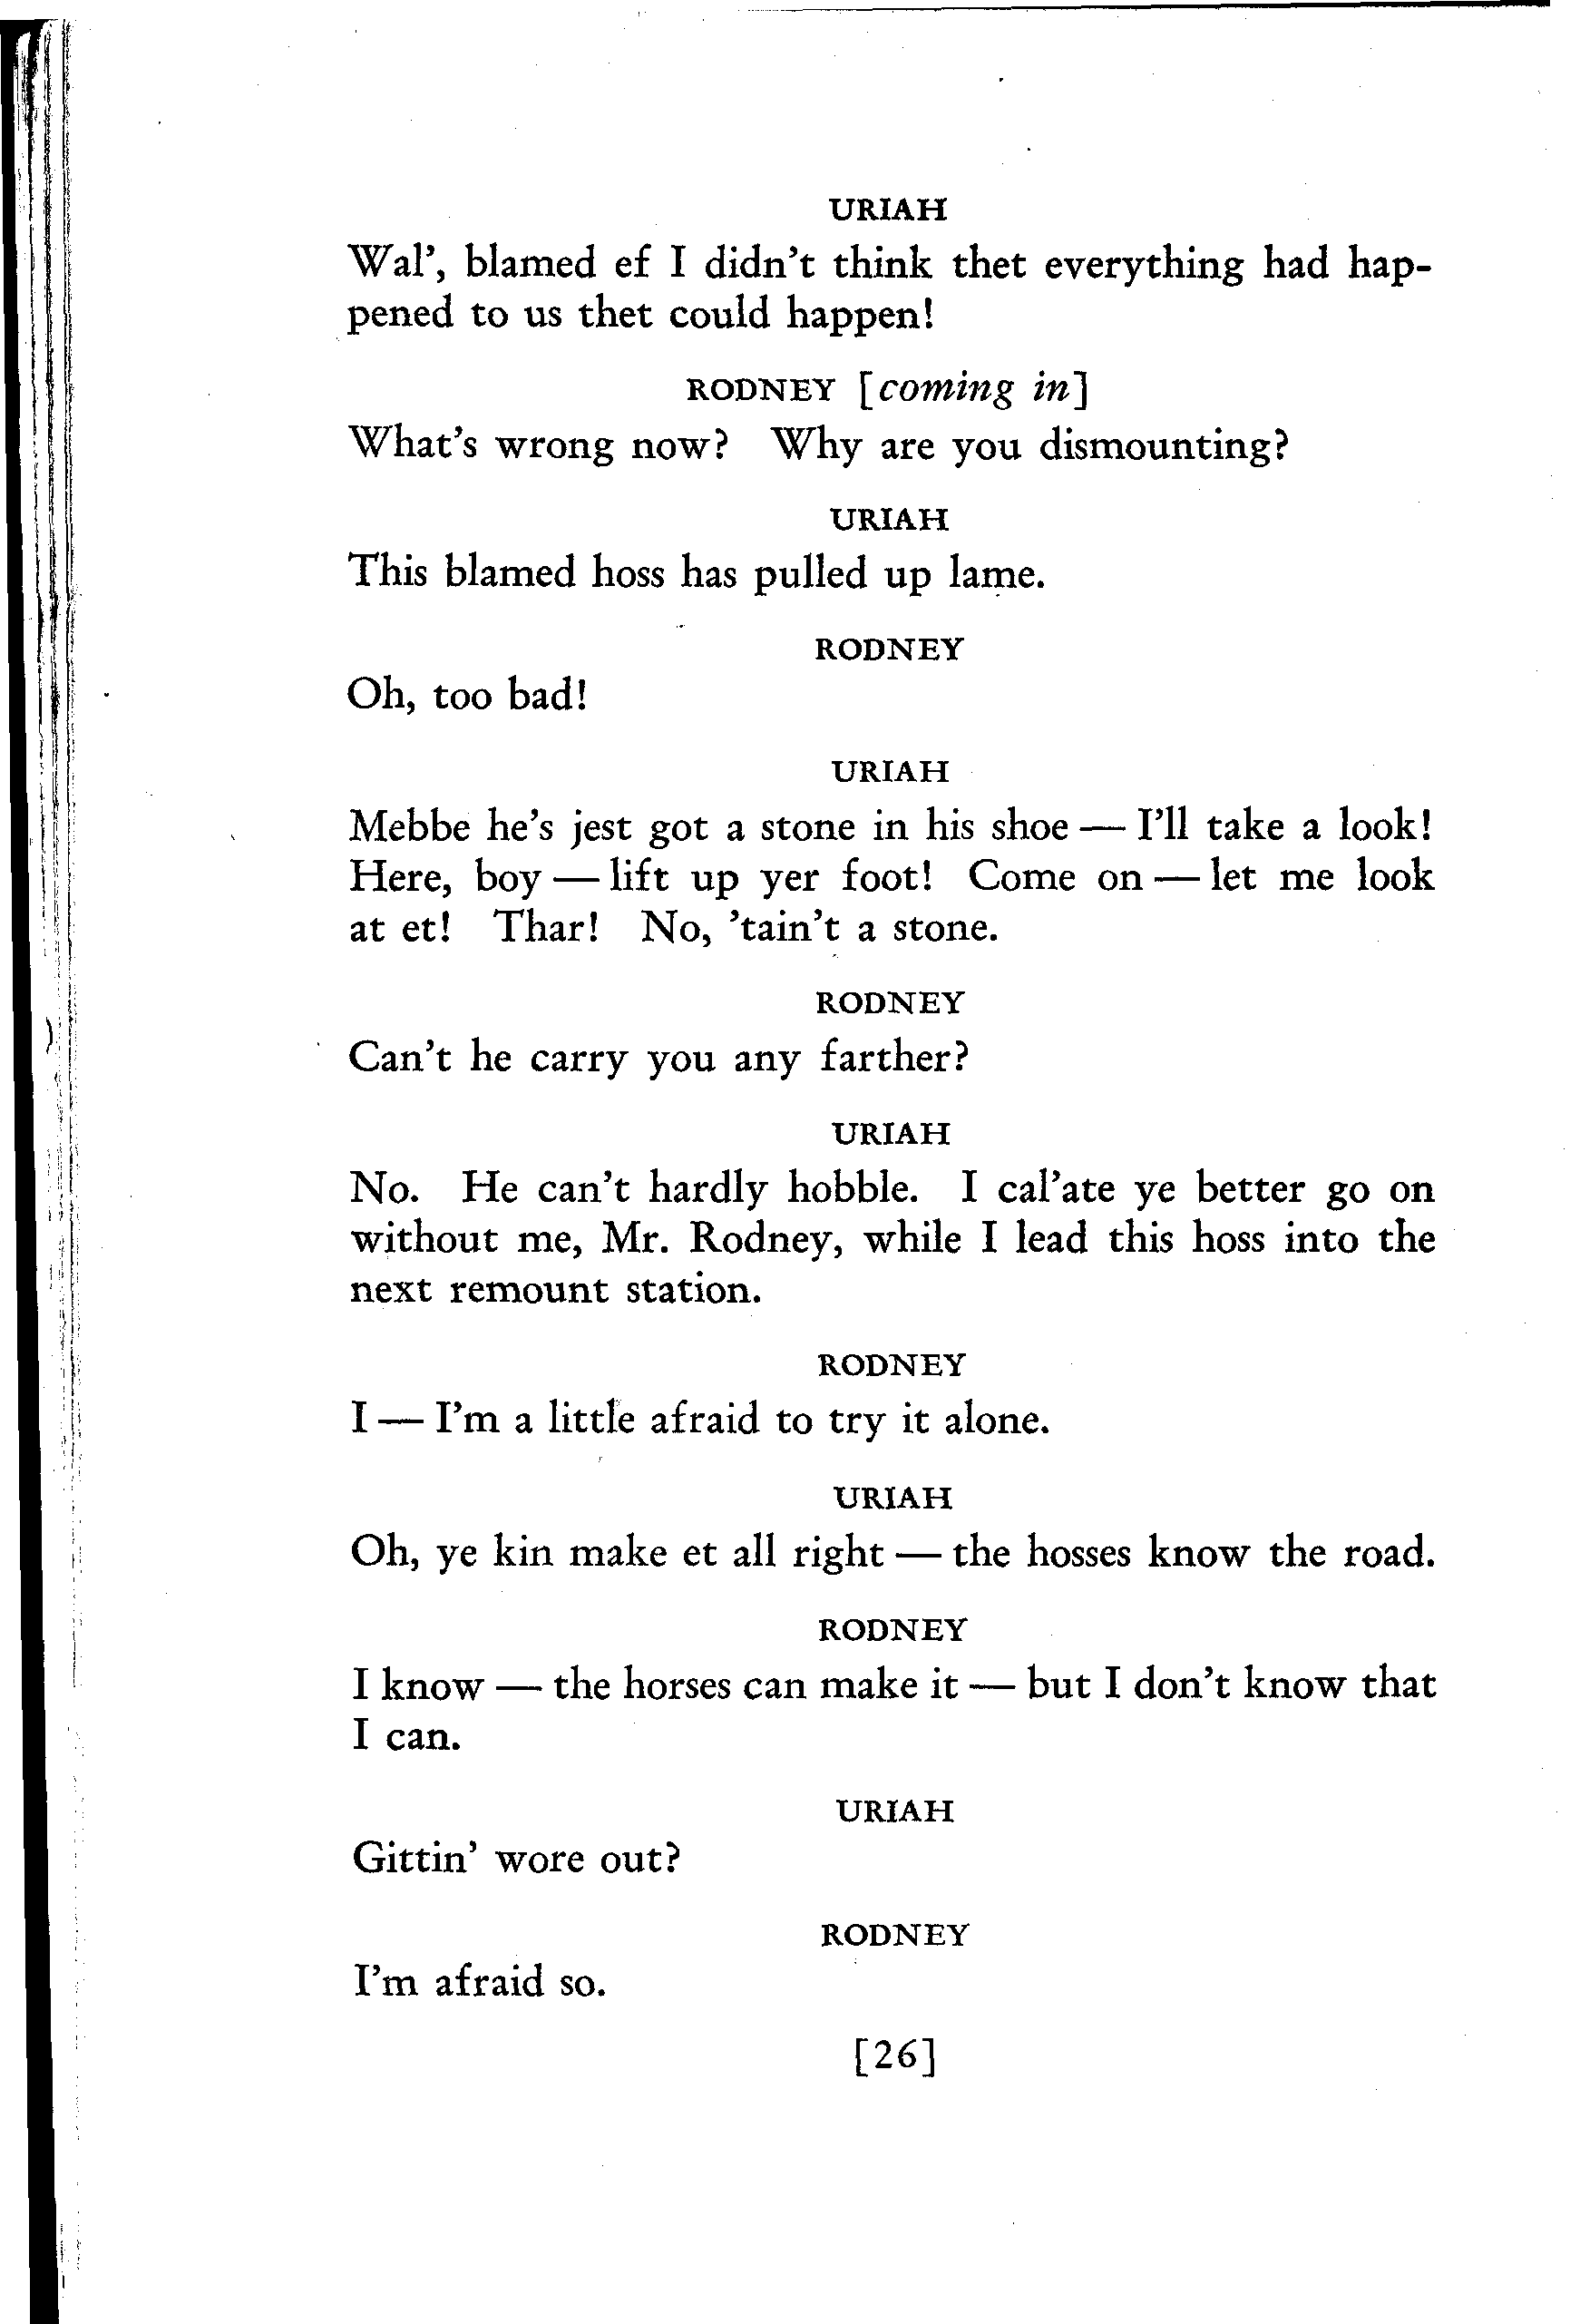 URIAH
Wal', blamed ef I didn't think thet everything had hap-
pened to us thet could happen!
RODNEY [coming in]
What's wrong now? Why are you dismounting?
URIAH
This blamed hoss has pulled up lame.
RODNEY
Oh, too bad!
URIAH
Mebbe he's jest got a stone in his shoe — I'll take a look!
Here, boy — lift up yer foot! Come on — let me look
at et! Thar! No, 'tain't a stone.
RODNEY
Can't he carry you any farther?
URIAH
No. He can't hardly hobble. I cal'ate ye better go on
without me, Mr. Rodney, while I lead this hoss into the
next remount station.
RODNEY
I — I'm a little afraid to try it alone.
URIAH
Oh, ye kin make et all right — the hosses know the road.
RODNEY
I know — the horses can make it — but I don't know that
I can.
URIAH
Gittin' wore out?
RODNEY
I'm afraid so.
[26]